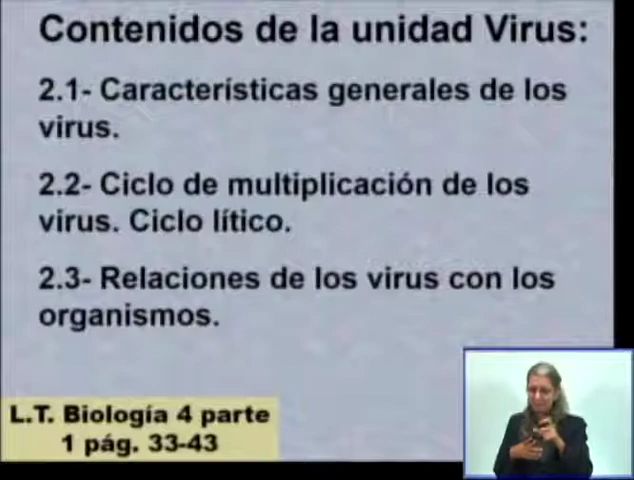 Contenidos de la unidad Virus:
2.1- Características generales de los
virus.
2.2- Ciclo de multiplicación de los
virus. Ciclo lítico.
2.3- Relaciones de los virus con los
organismos.
L.T. Biología 4 parte
1 pág. 33-43